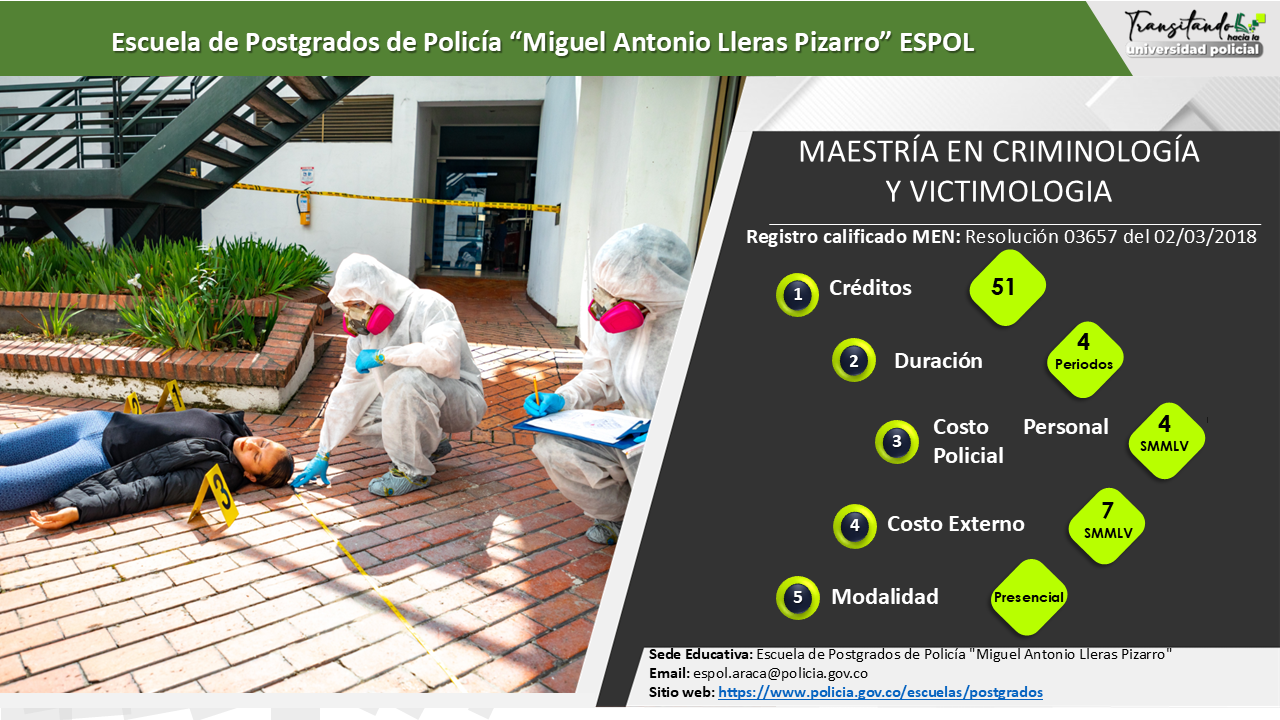 Escuela de Postgrados de Policía “Miguel Antonio Lleras Pizarro” ESPOL
Transitando
hacia la
universidad policial
MAESTRÍA EN CRIMINOLOGÍA
Y VICTIMOLOGIA
Registro calificado MEN: Resolución 03657 del 02/03/2018
1 Créditos 51
2 Duración 4
Periodos
3 Costo Personal
Policial
4
SMMLV
4 Costo Externo 7
SMMLV
5 Modalidad Presencial
3
Sede Educativa: Escuela de Postgrados de Policía "Miguel Antonio Lleras Pizarro"
Email: espol.araca@policia.gov.co
Sitio web: https://www.policia.gov.co/escuelas/postgrados